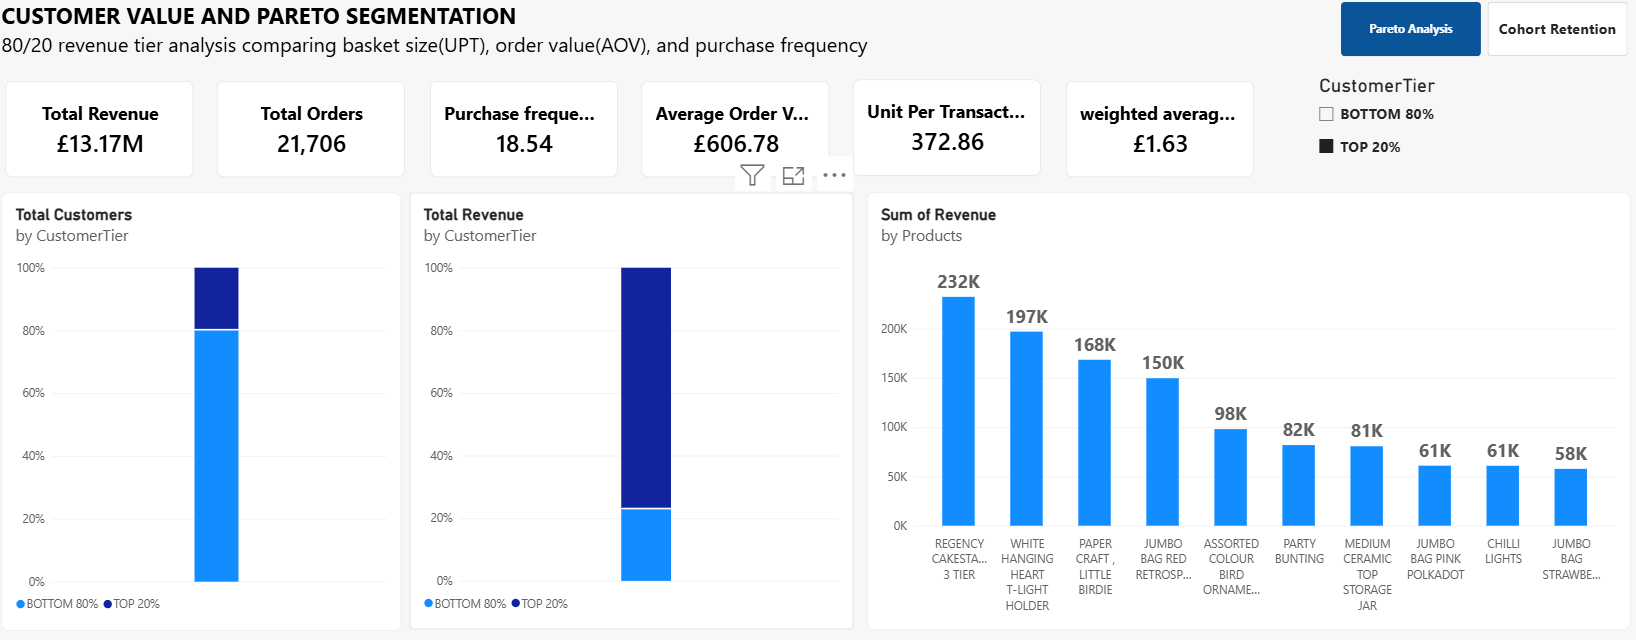 CUSTOMER VALUE AND PARETO SEGMENTATION
80/20 revenue tier analysis comparing basket size(UPT), order value(AOV), and purchase frequency
Pareto Analysis
Cohort Retention
Total Revenue
£13.17M
Total Orders
21,706
Purchase freque...
18.54
Average Order V...
£606.78
Unit Per Transact...
372.86
weighted averag...
£1.63
CustomerTier
BOTTOM 80%
TOP 20%
Total Customers
by CustomerTier
100%
80%
60%
40%
20%
0%
BOTTOM 80% TOP 20%
Total Revenue
by CustomerTier
100%
80%
60%
40%
20%
0%
BOTTOM 80% TOP 20%
Sum of Revenue
by Products
200K
150K
100K
50K
0K
232K
197K
168K
150K
98K
82K
81K
61K
61K
58K
REGENCY
CAKESTA...
3 TIER
WHITE
HANGING
HEART
T-LIGHT
HOLDER
PAPER
CRAFT ,
LITTLE
BIRDIE
JUMBO
BAG RED
RETROSP...
ASSORTED
COLOUR
BIRD
ORNAME...
PARTY
BUNTING
MEDIUM
CERAMIC
TOP
STORAGE
JAR
JUMBO
BAG PINK
POLKADOT
CHILLI
LIGHTS
JUMBO
BAG
STRAWBE...